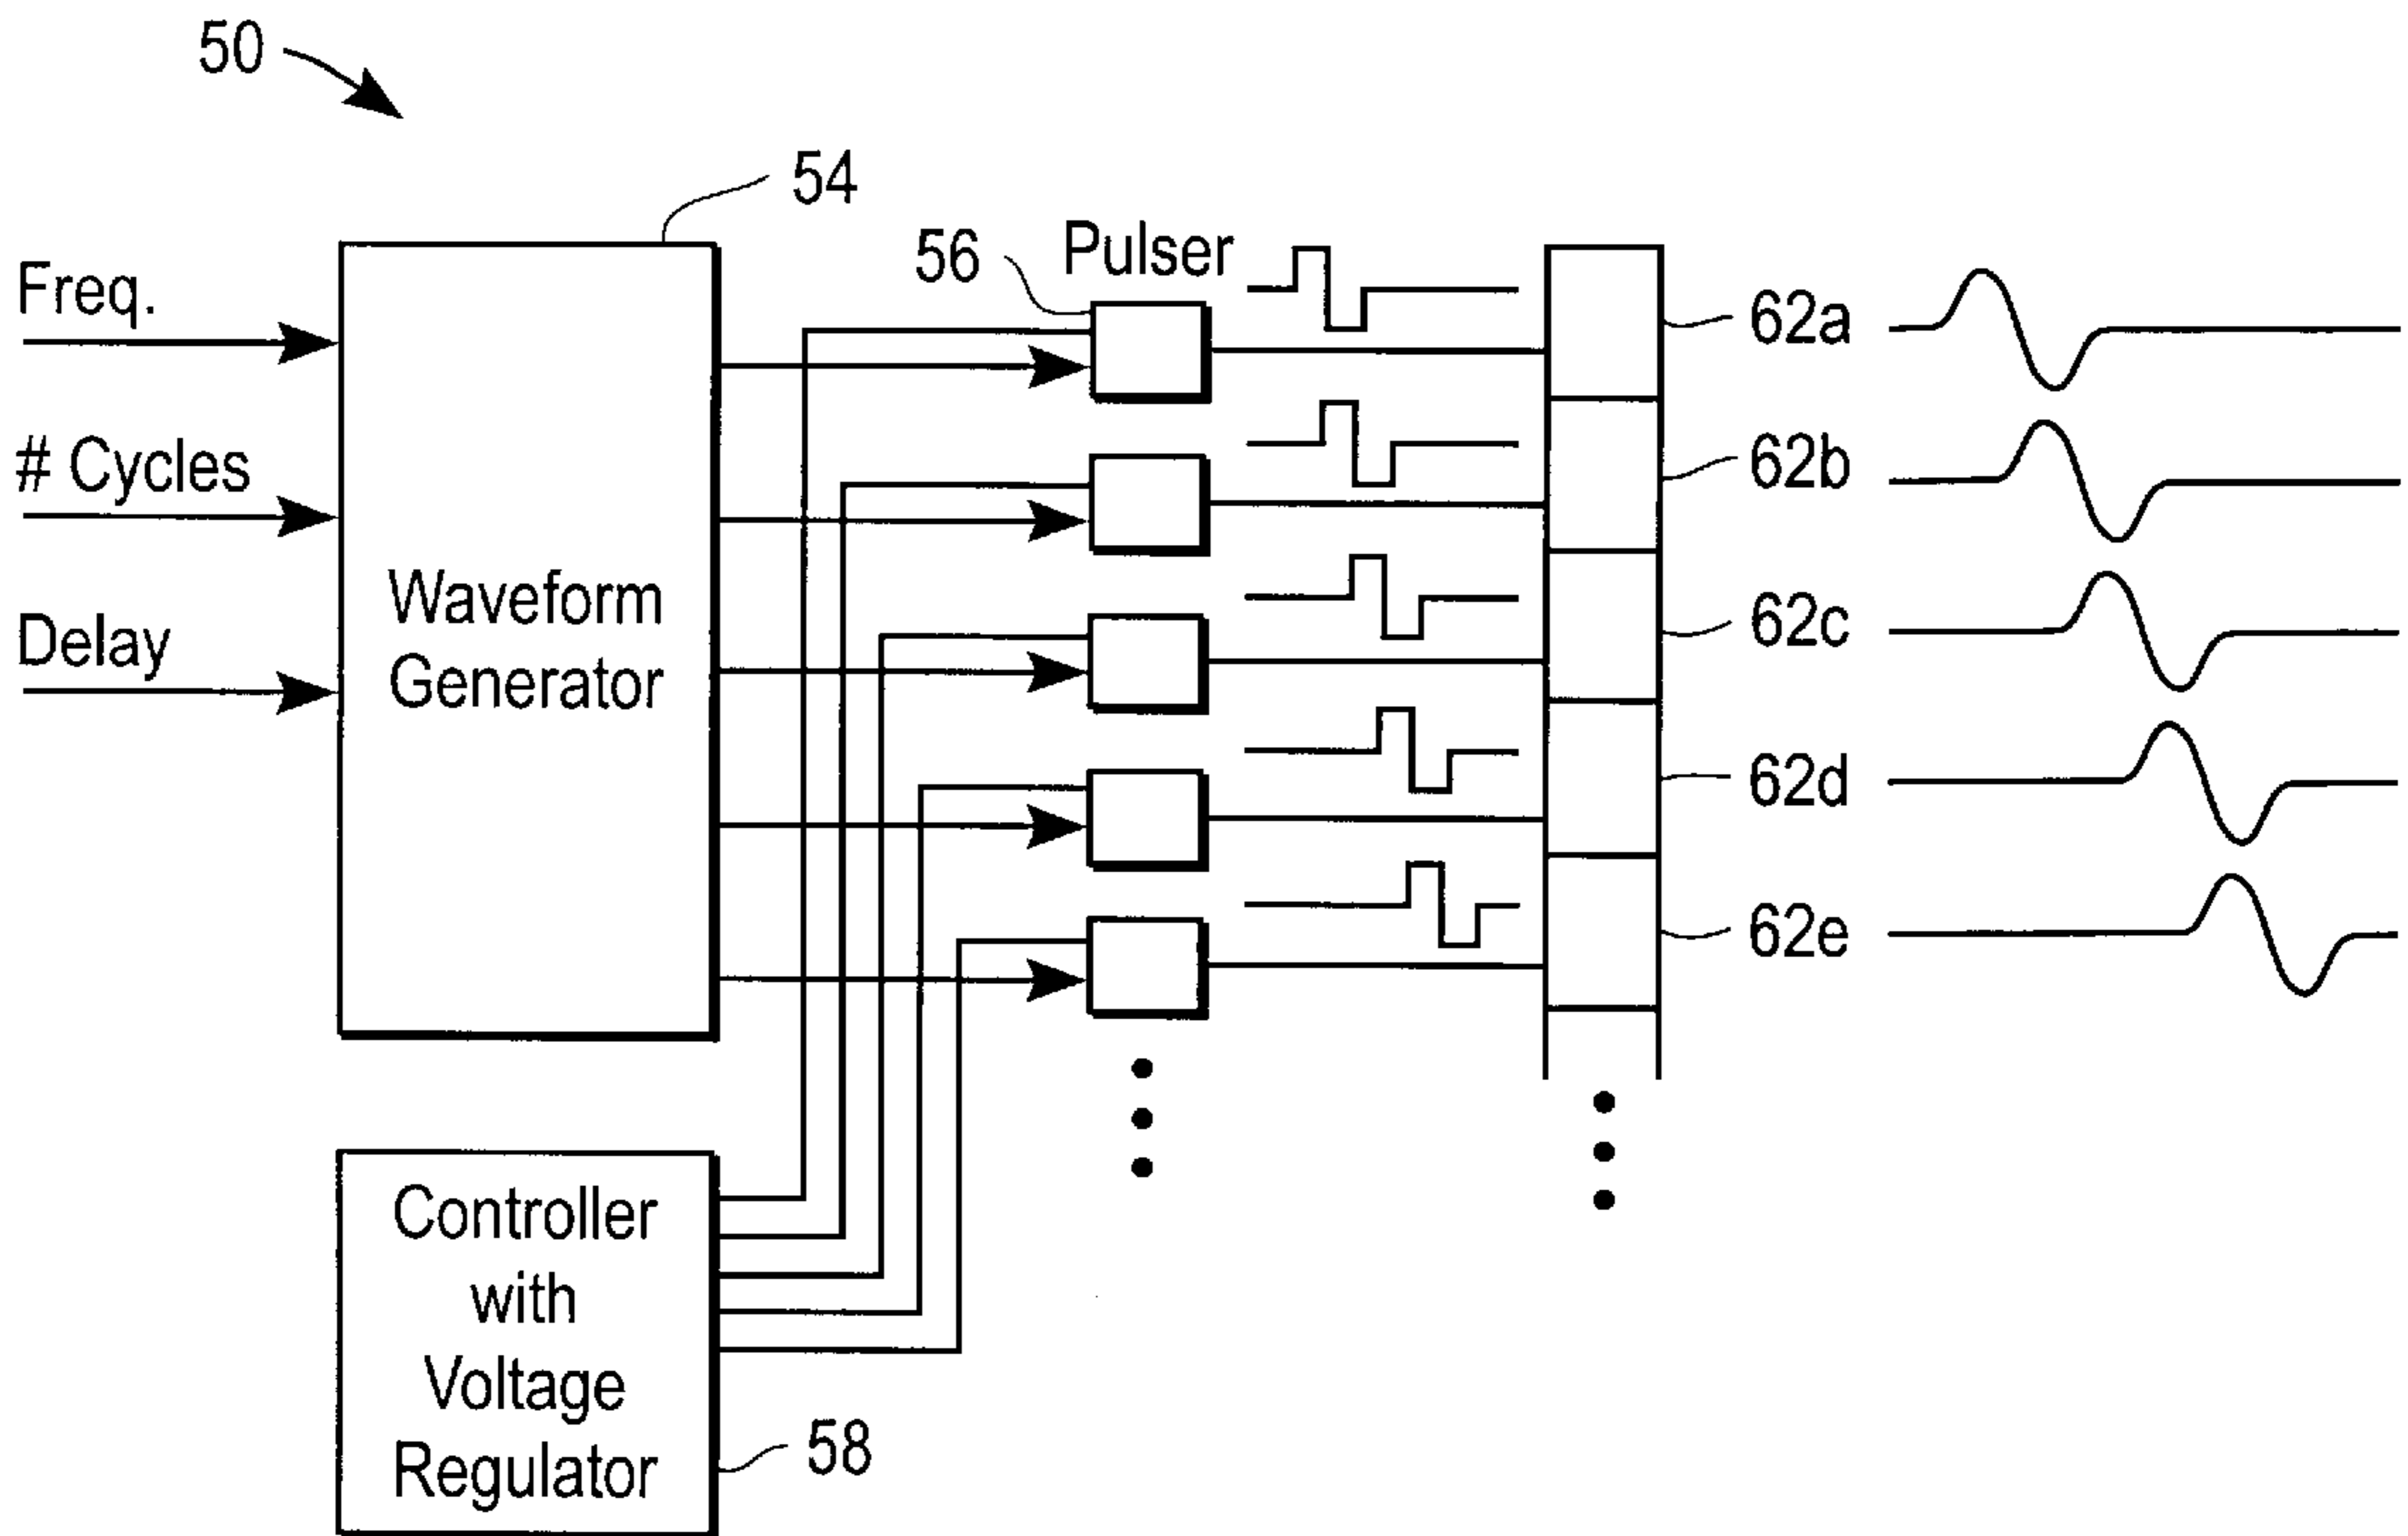 50
54
Freq.
# Cycles
Delay
Waveform
Generator
56
Pulser
62a
62b
62c
62d
62e
Controller
with
Voltage
Regulator
58